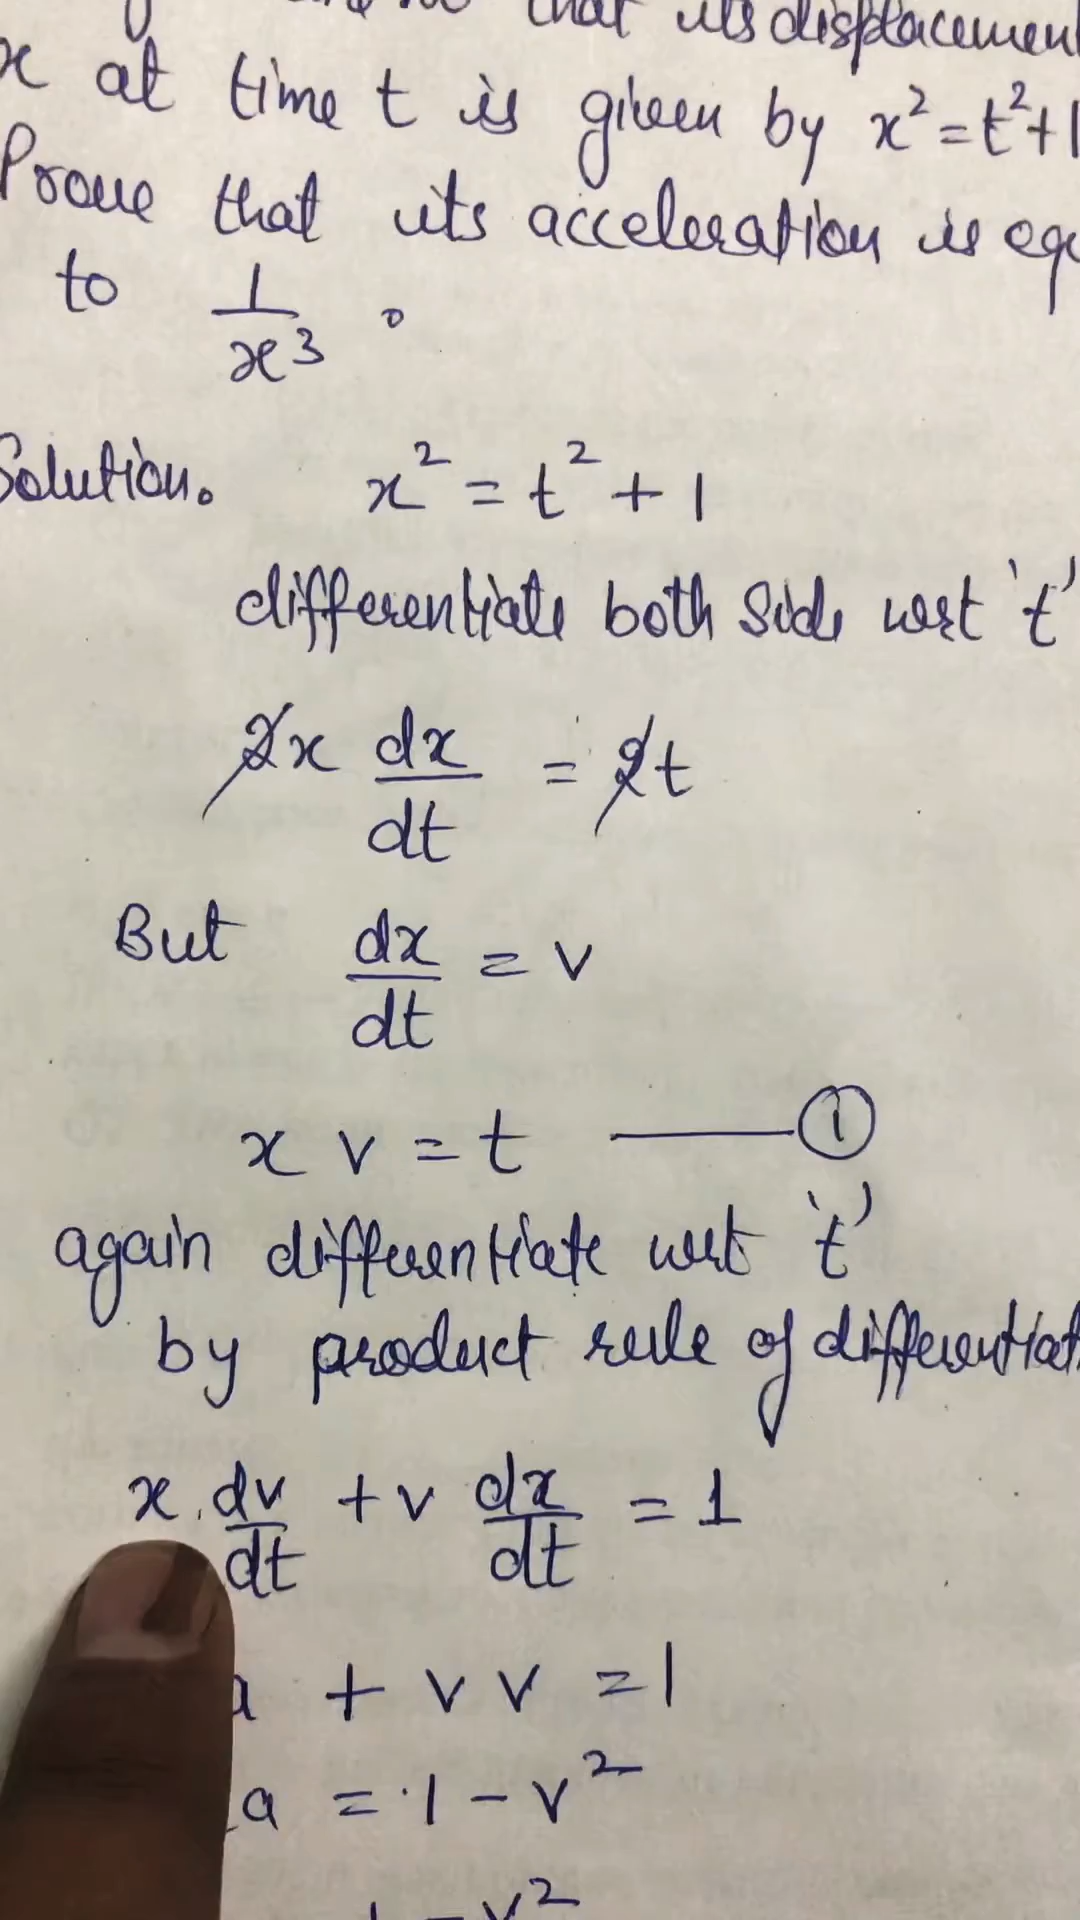 that its displacement
x at time t is given by x² = t²+1
Prove that its acceleration is
to 1/x³ .
Solution. x² = t² + 1
differentiate both side wrt 't'
2x dx/dt = 2t
But dx/dt = v
x v = t —— ①
again differentiate wrt 't'
by product rule of differentiat
x. dv/dt + v dx/dt = 1
a + v v = 1
a = 1 - v²
- v²